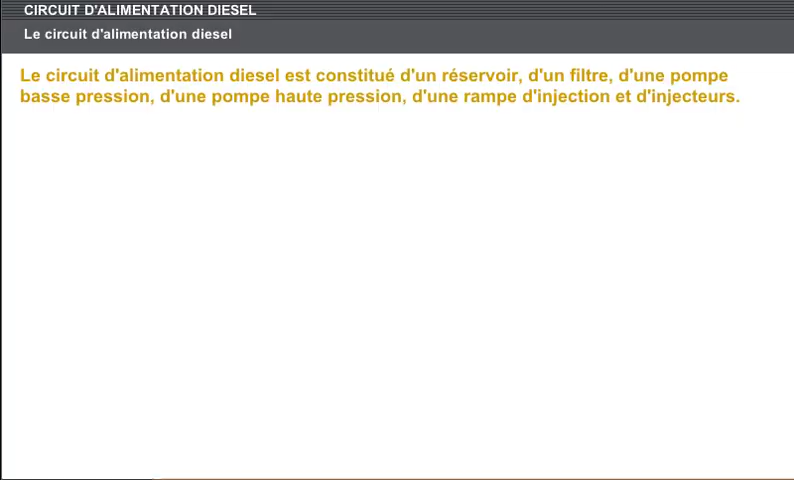 CIRCUIT D'ALIMENTATION DIESEL
Le circuit d'alimentation diesel
Le circuit d'alimentation diesel est constitué d'un réservoir, d'un filtre, d'une pompe
basse pression, d'une pompe haute pression, d'une rampe d'injection et d'injecteurs.